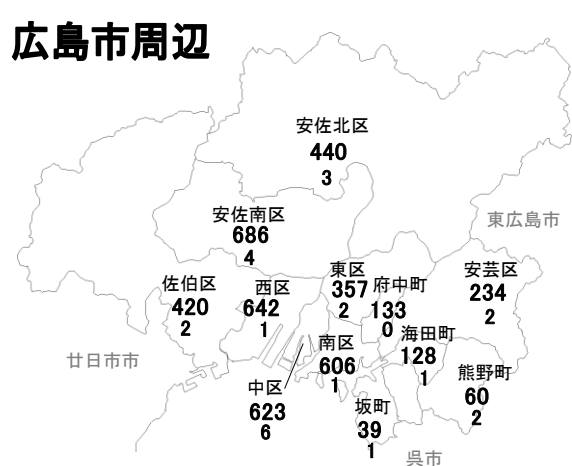 広島市周辺
安佐北区
440
3
安佐南区
686
4
東広島市
佐伯区
420
2
西区
642
1
東区
357
2
府中町
133
0
安芸区
234
2
南区
606
1
海田町
128
1
熊野町
60
2
廿日市市
中区
623
6
坂町
39
1
呉市